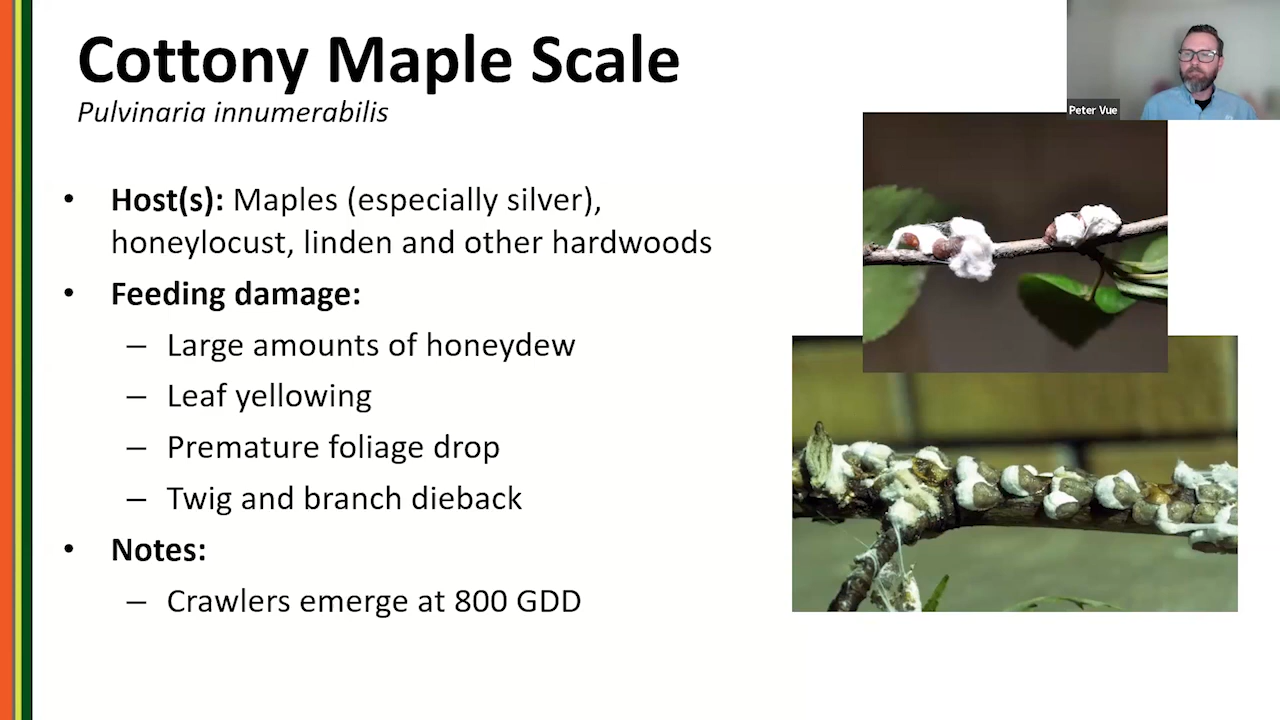 Cottony Maple Scale
Pulvinaria innumerabilis
Peter Vue
• Host(s): Maples (especially silver),
honeylocust, linden and other hardwoods
• Feeding damage:
– Large amounts of honeydew
– Leaf yellowing
– Premature foliage drop
– Twig and branch dieback
• Notes:
– Crawlers emerge at 800 GDD